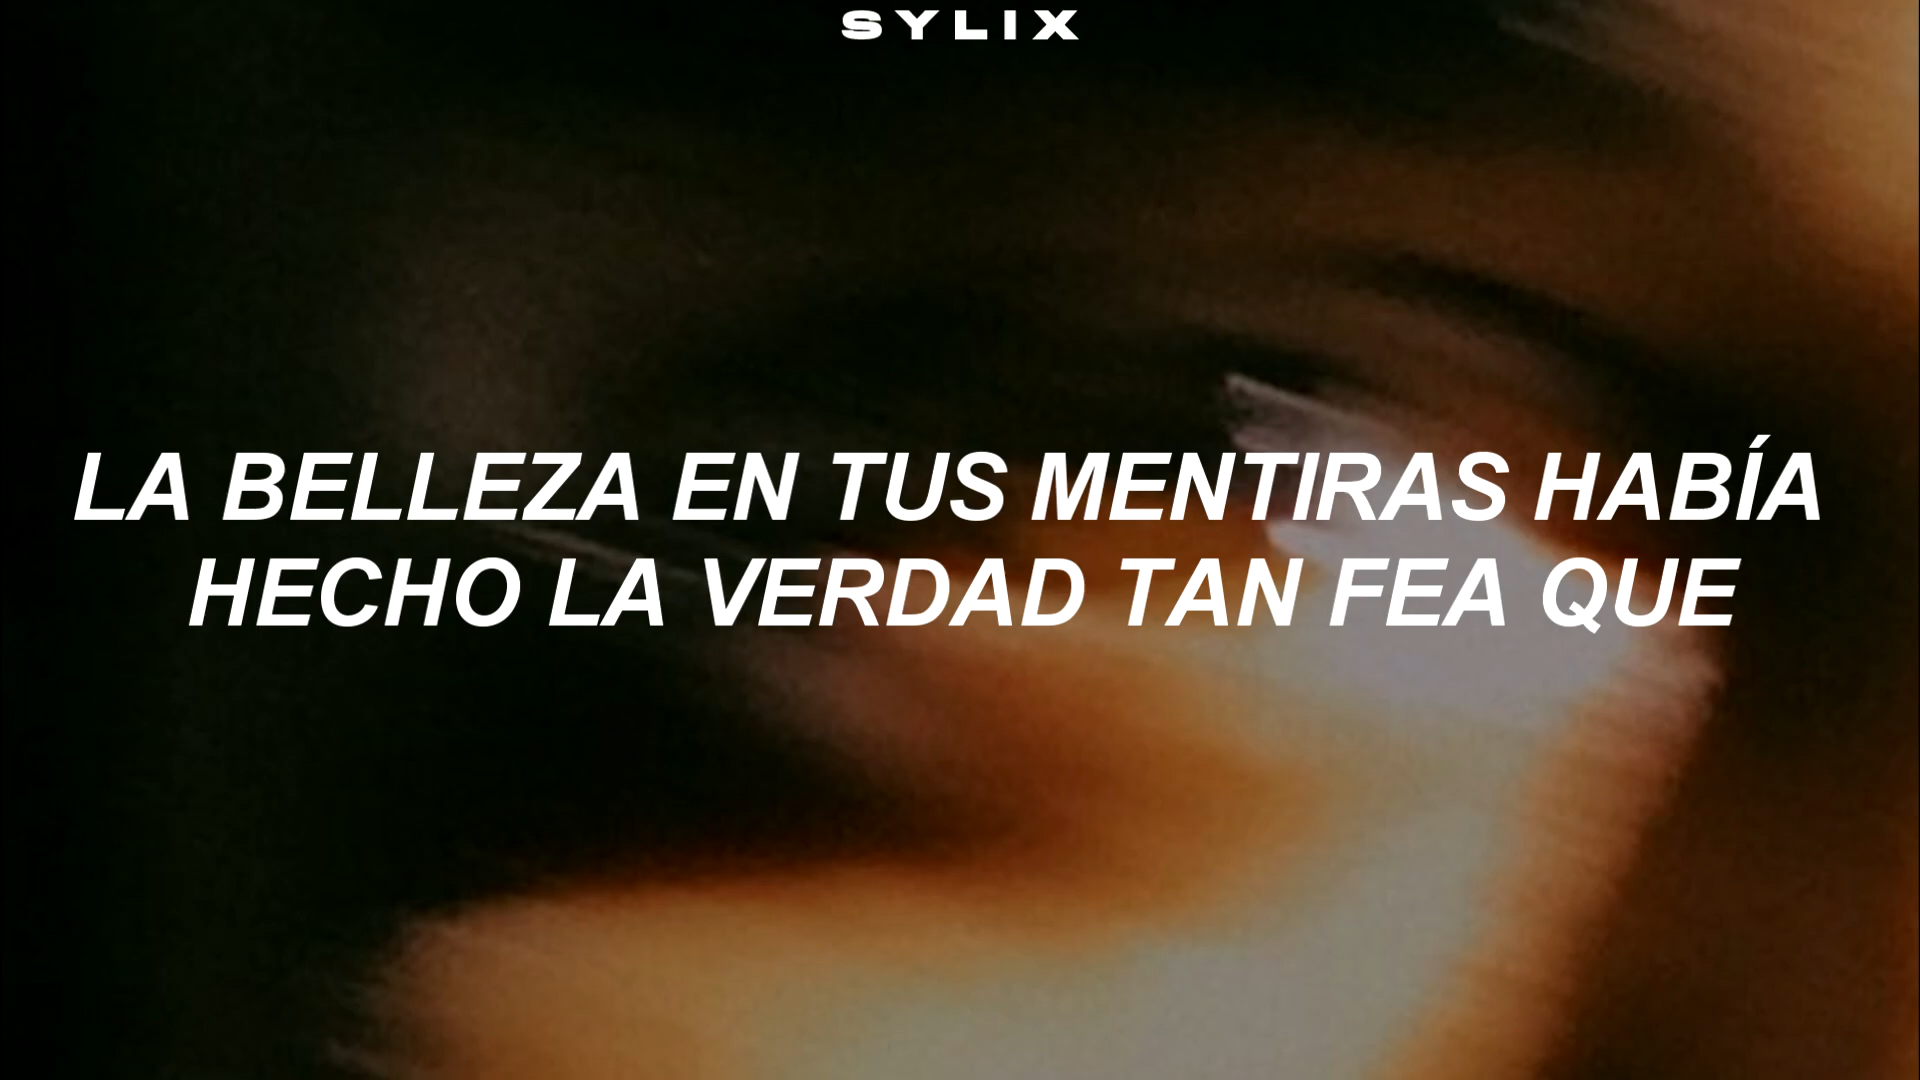 SYLIX
LA BELLEZA EN TUS MENTIRAS HABÍA
HECHO LA VERDAD TAN FEA QUE